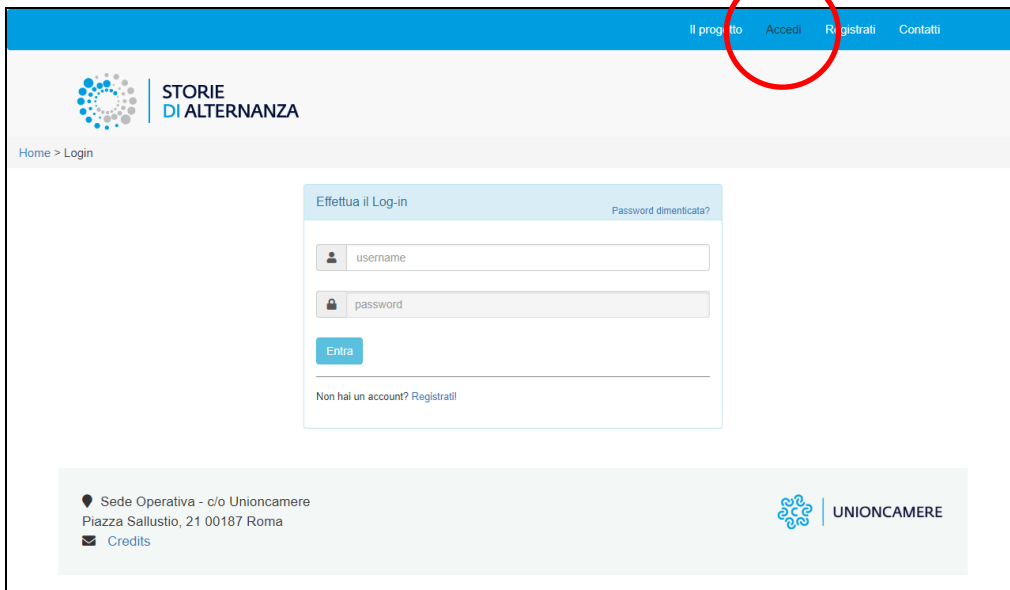 Il progetto Accedi Registrati Contatti
STORIE
DI ALTERNANZA
Home > Login
Effettua il Log-in
Password dimenticata?
username
password
Entra
Non hai un account? Registrati!
Sede Operativa - c/o Unioncamere
Piazza Sallustio, 21 00187 Roma
Credits
UNIONCAMERE